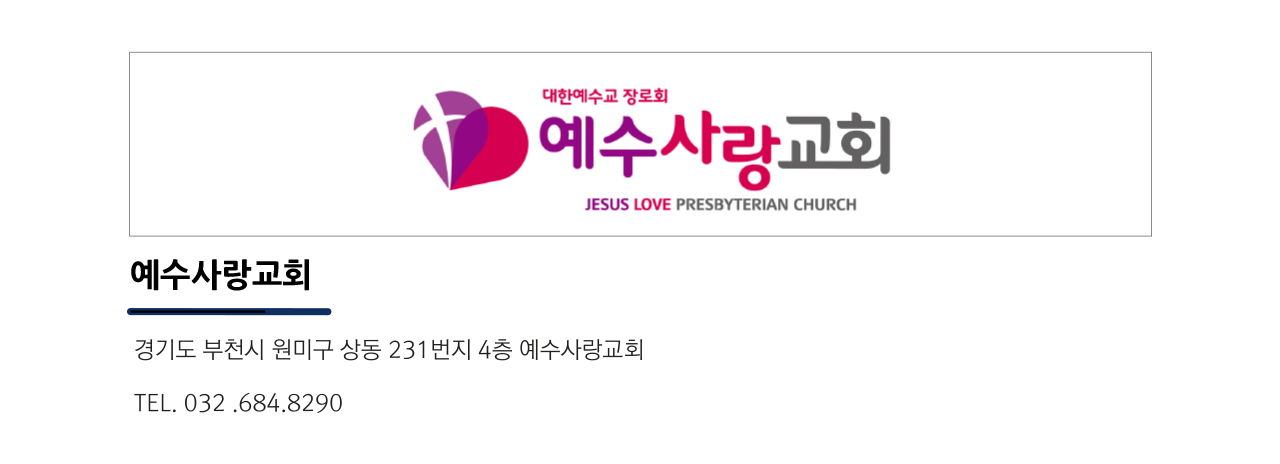 대한예수교 장로회
예수사랑교회
JESUS LOVE PRESBYTERIAN CHURCH
예수사랑교회
경기도 부천시 원미구 상동 231번지 4층 예수사랑교회
TEL. 032 .684.8290